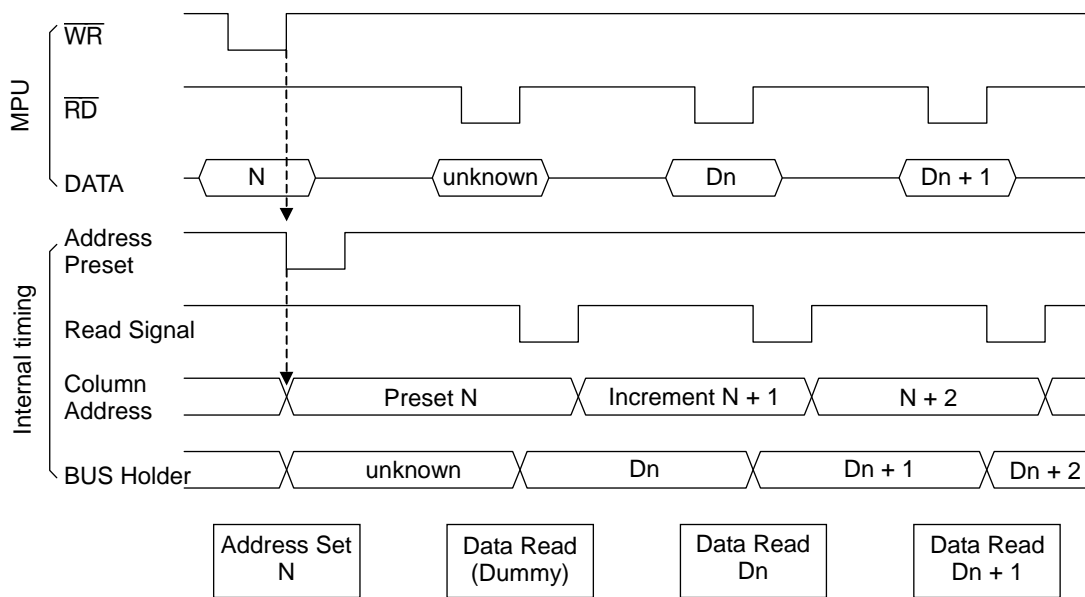 MPU
WR
RD
DATA
N
unknown
Dn
Dn + 1
Internal timing
Address
Preset
Read Signal
Column
Address
Preset N
Increment N + 1
N + 2
BUS Holder
unknown
Dn
Dn + 1
Dn + 2
Address Set
N
Data Read
(Dummy)
Data Read
Dn
Data Read
Dn + 1